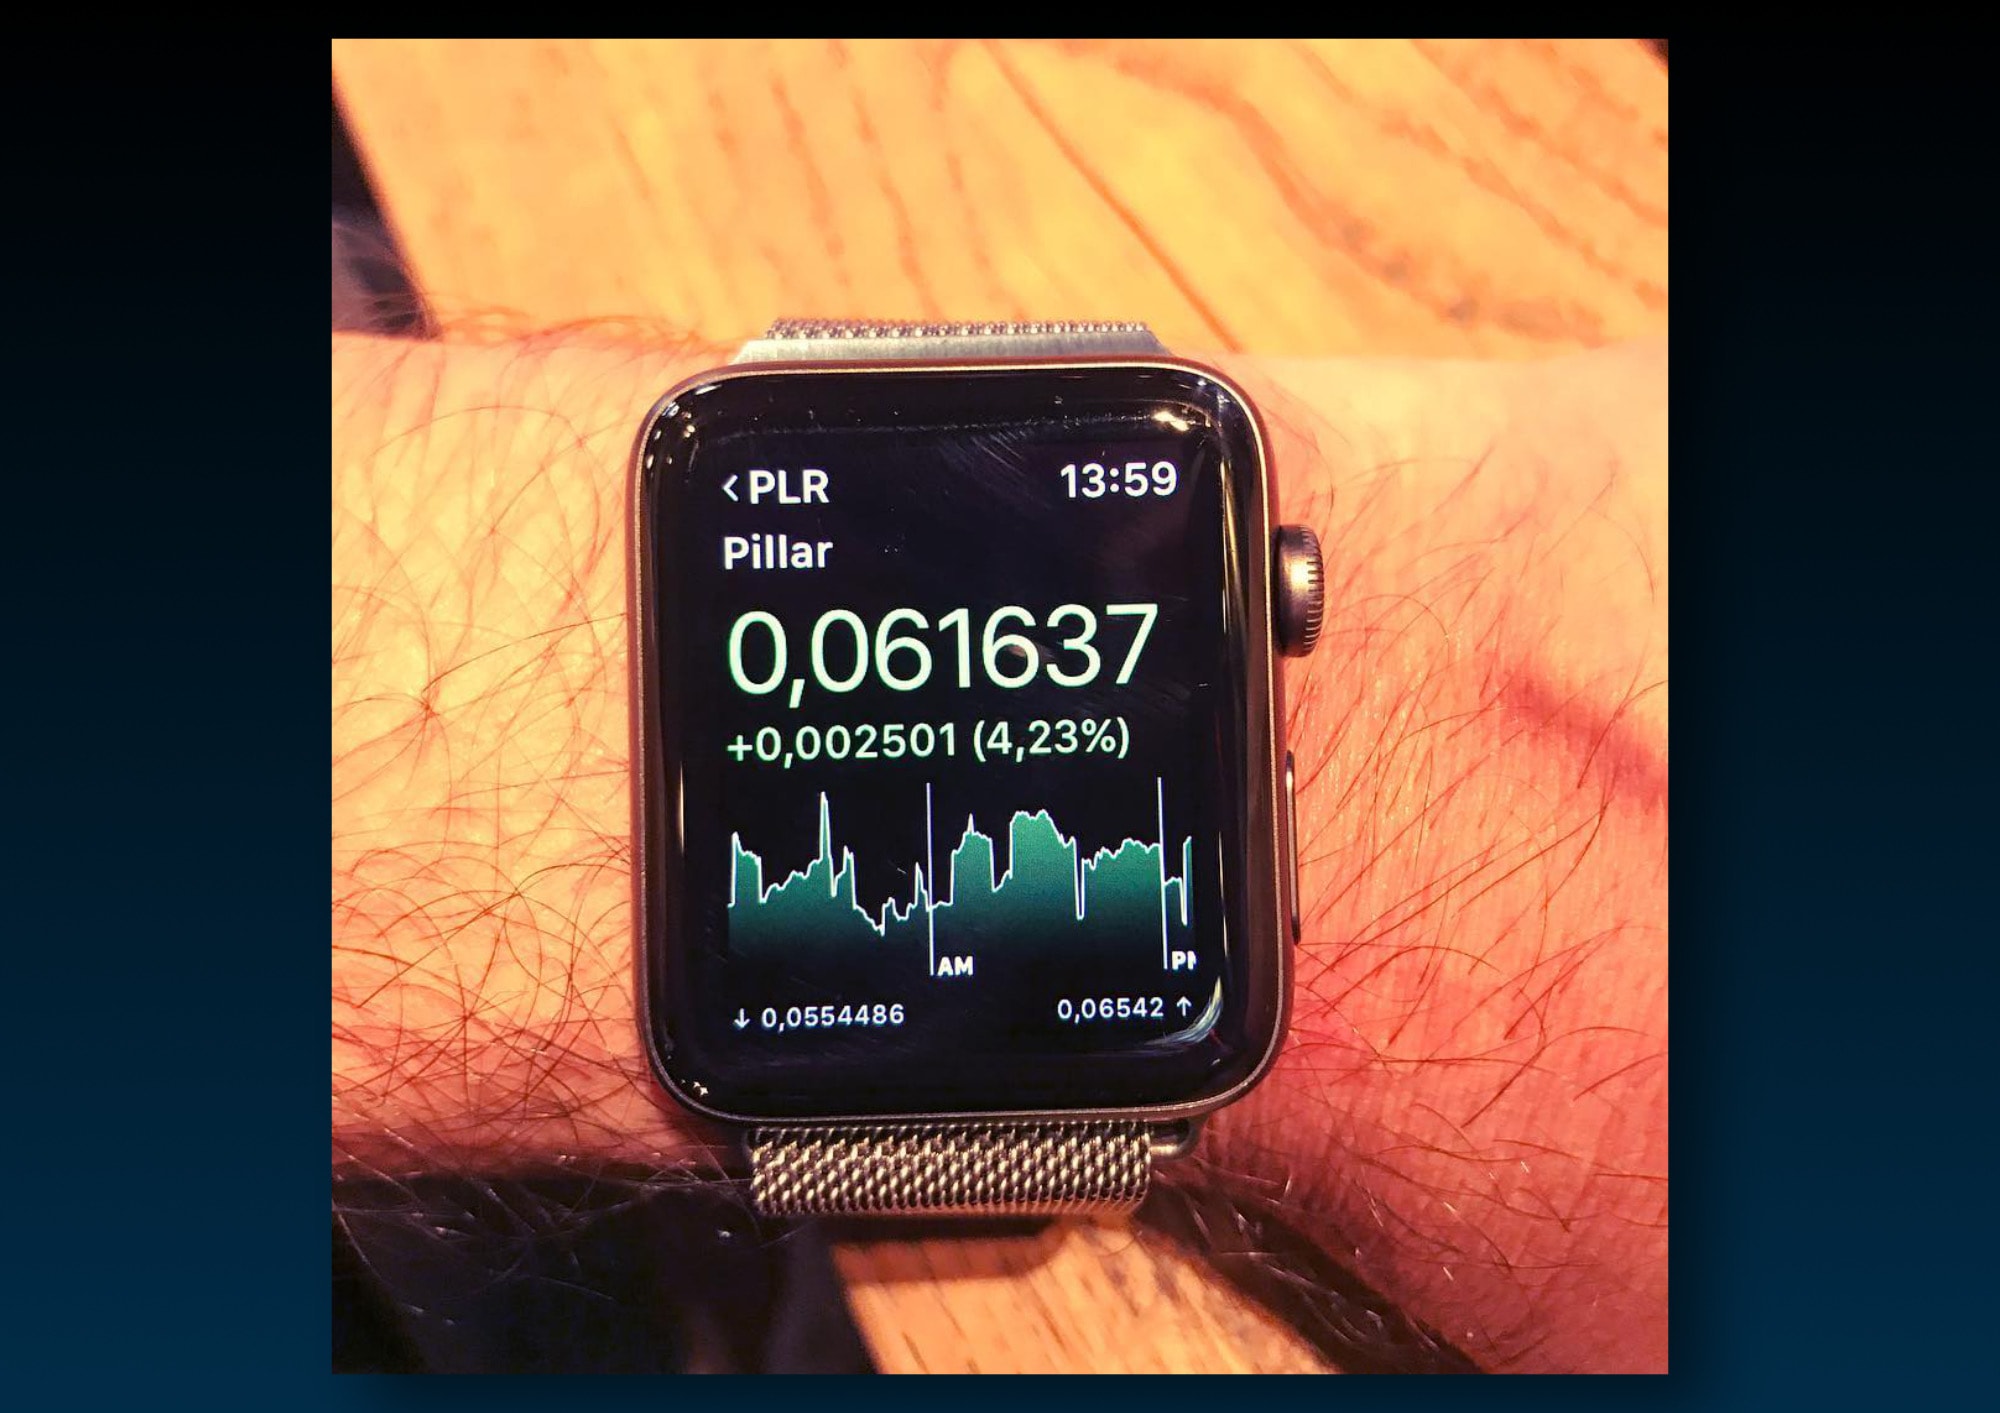 < PLR 13:59
Pillar
0,061637
+0,002501 (4,23%)
AM
↓ 0,0554486 0,06542 ↑